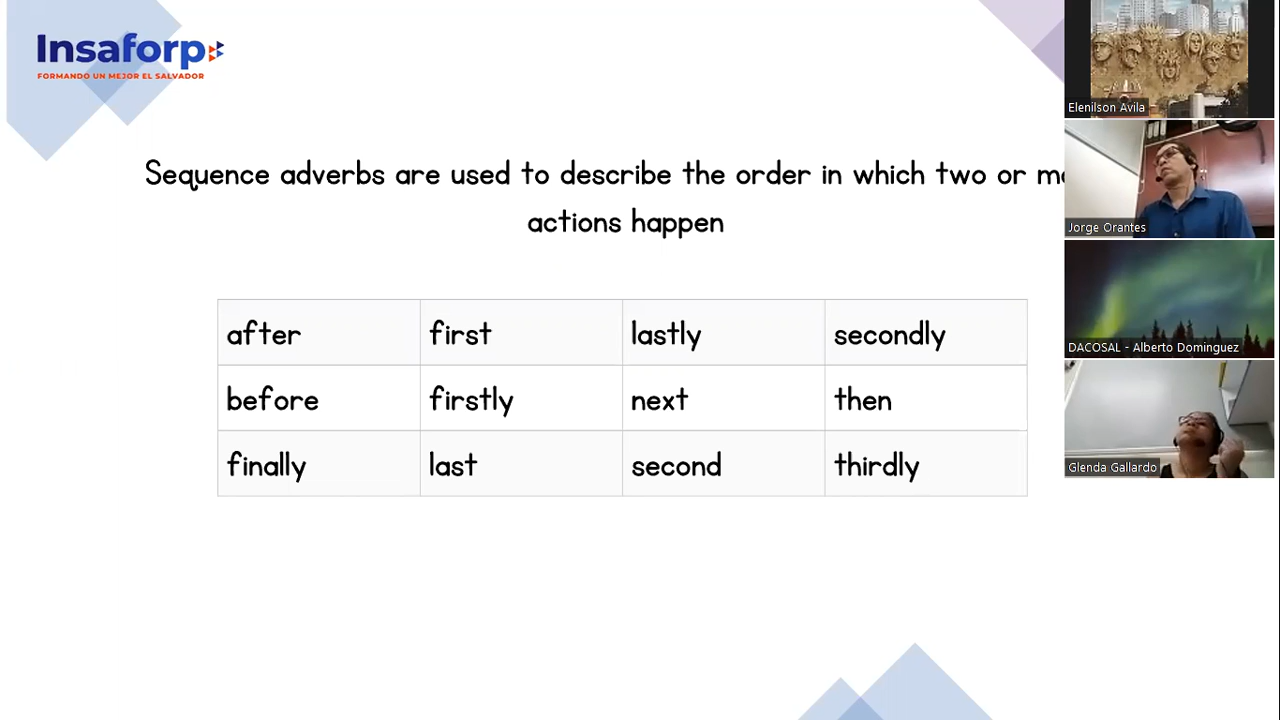 Insaforp
FORMANDO UN MEJOR EL SALVADOR
Sequence adverbs are used to describe the order in which two or
actions happen
after first lastly secondly
before firstly next then
finally last second thirdly
Elenilson Avila
Jorge Orantes
DACOSAL - Alberto Dominguez
Glenda Gallardo